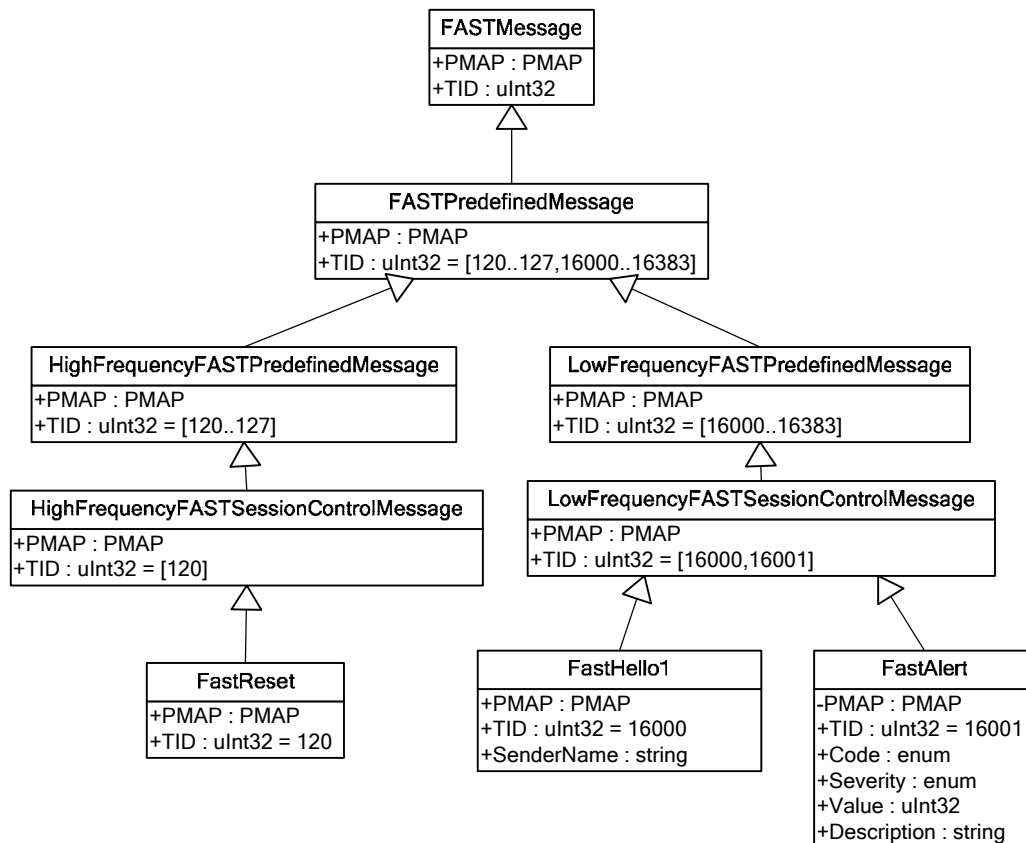 FASTMessage
+PMAP : PMAP
+TID : uInt32
FASTPredefinedMessage
+PMAP : PMAP
+TID : uInt32 = [120..127,16000..16383]
HighFrequencyFASTPredefinedMessage
+PMAP : PMAP
+TID : uInt32 = [120..127]
LowFrequencyFASTPredefinedMessage
+PMAP : PMAP
+TID : uInt32 = [16000..16383]
HighFrequencyFASTSessionControlMessage
+PMAP : PMAP
+TID : uInt32 = [120]
LowFrequencyFASTSessionControlMessage
+PMAP : PMAP
+TID : uInt32 = [16000,16001]
FastReset
+PMAP : PMAP
+TID : uInt32 = 120
FastHello1
+PMAP : PMAP
+TID : uInt32 = 16000
+SenderName : string
FastAlert
-PMAP : PMAP
+TID : uInt32 = 16001
+Code : enum
+Severity : enum
+Value : uInt32
+Description : string